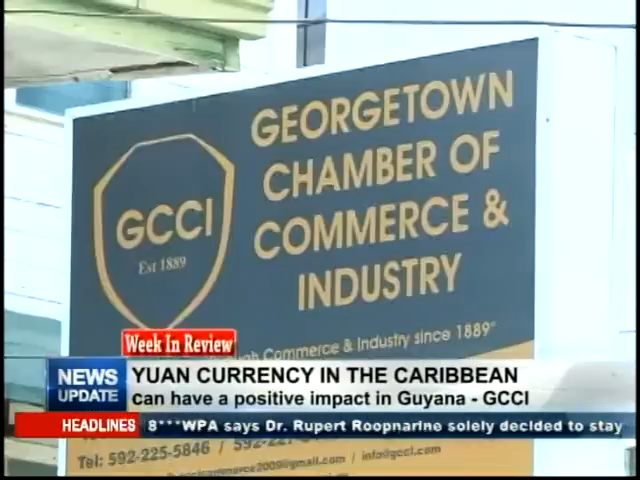 GEORGETOWN
CHAMBER OF
COMMERCE &
INDUSTRY
GCCI
Est 1889
Commerce & Industry since 1889"
Week In Review
NEWS
UPDATE
YUAN CURRENCY IN THE CARIBBEAN
can have a positive impact in Guyana - GCCI
HEADLINES
8***WPA says Dr. Rupert Roopnarine solely decided to stay
Tel: 592-225-5846 /
/ info@gcci.com